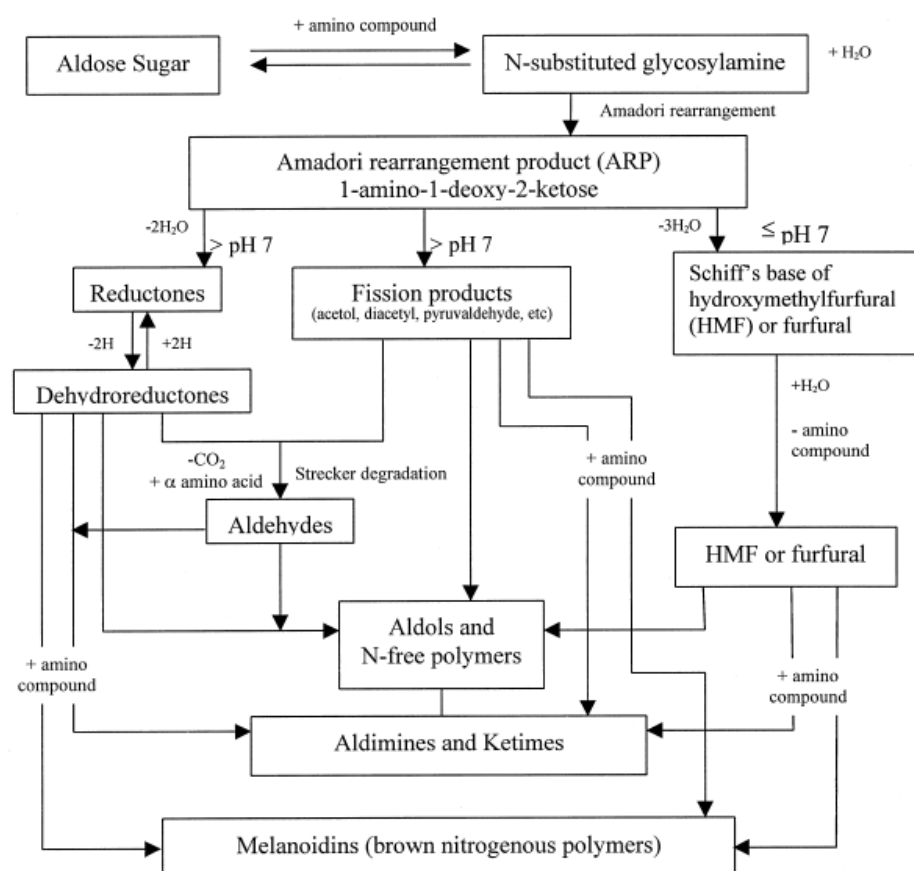 + amino compound
Aldose Sugar
N-substituted glycosylamine
+ H₂O
Amadori rearrangement
Amadori rearrangement product (ARP)
1-amino-1-deoxy-2-ketose
-2H₂O
> pH 7
> pH 7
-3H₂O
≤ pH 7
Reductones
Fission products
(acetol, diacetyl, pyruvaldehyde, etc)
Schiff's base of
hydroxymethylfurfural
(HMF) or furfural
-2H
+2H
Dehydroreductones
+H₂O
- amino
compound
-CO₂
+ α amino acid
Strecker degradation
+ amino
compound
Aldehydes
HMF or furfural
Aldols and
N-free polymers
+ amino
compound
+ amino
compound
Aldimines and Ketimes
Melanoidins (brown nitrogenous polymers)